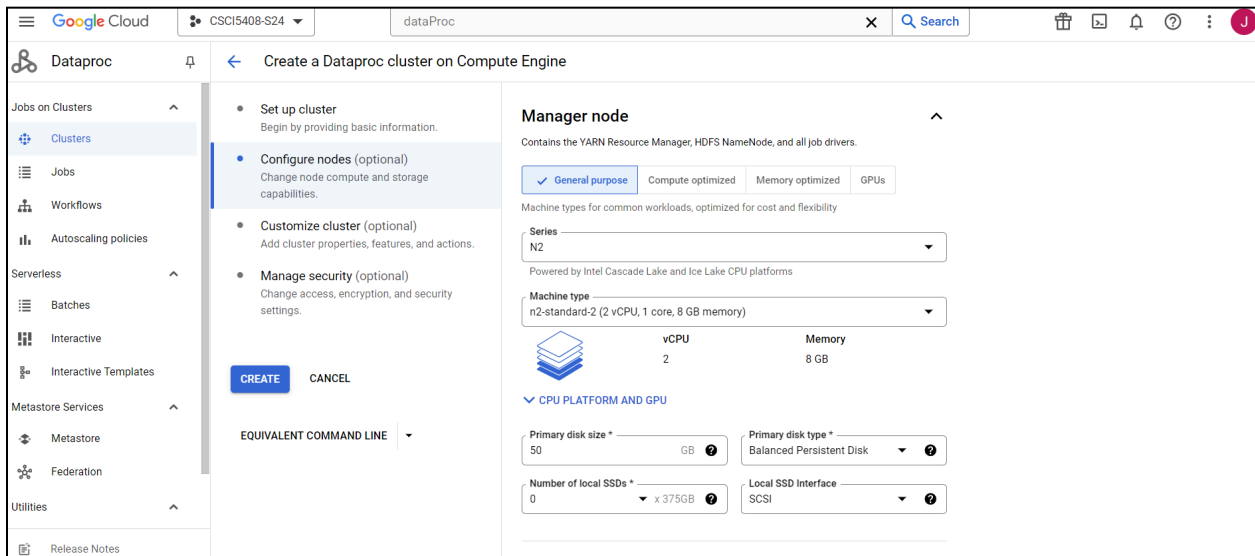 Google Cloud
CSCI5408-S24
dataProc
Search
J
Dataproc
Create a Dataproc cluster on Compute Engine
Jobs on Clusters
Clusters
Jobs
Workflows
Autoscaling policies
Serverless
Batches
Interactive
Interactive Templates
Metastore Services
Metastore
Federation
Utilities
Release Notes
Set up cluster
Begin by providing basic information.
Configure nodes (optional)
Change node compute and storage
capabilities.
Customize cluster (optional)
Add cluster properties, features, and actions.
Manage security (optional)
Change access, encryption, and security
settings.
CREATE CANCEL
EQUIVALENT COMMAND LINE
Manager node
Contains the YARN Resource Manager, HDFS NameNode, and all job drivers.
General purpose Compute optimized Memory optimized GPUs
Machine types for common workloads, optimized for cost and flexibility
Series
N2
Powered by Intel Cascade Lake and Ice Lake CPU platforms
Machine type
n2-standard-2 (2 vCPU, 1 core, 8 GB memory)
vCPU Memory
2 8 GB
CPU PLATFORM AND GPU
Primary disk size * Primary disk type *
50 GB Balanced Persistent Disk
Number of local SSDs * Local SSD Interface
0 x 375GB SCSI